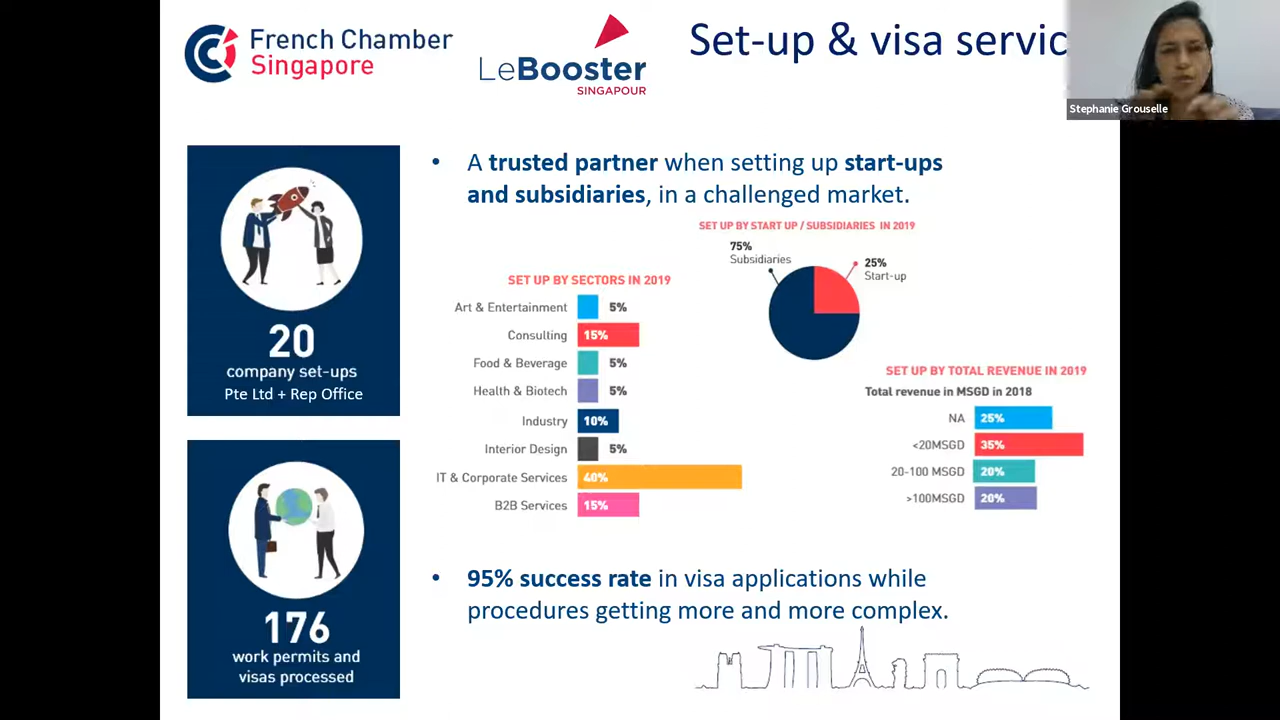 French Chamber
Singapore
LeBooster
SINGAPOUR
Set-up & visa servic
Stephanie Grouselle
20
company set-ups
Pte Ltd + Rep Office
176
work permits and
visas processed
• A trusted partner when setting up start-ups
and subsidiaries, in a challenged market.
SET UP BY START UP / SUBSIDIARIES IN 2019
75%
Subsidiaries
25%
Start-up
SET UP BY SECTORS IN 2019
Art & Entertainment 5%
Consulting 15%
Food & Beverage 5%
Health & Biotech 5%
Industry 10%
Interior Design 5%
IT & Corporate Services 40%
B2B Services 15%
SET UP BY TOTAL REVENUE IN 2019
Total revenue in MSGD in 2018
NA 25%
<20MSGD 35%
20-100 MSGD 20%
>100MSGD 20%
• 95% success rate in visa applications while
procedures getting more and more complex.